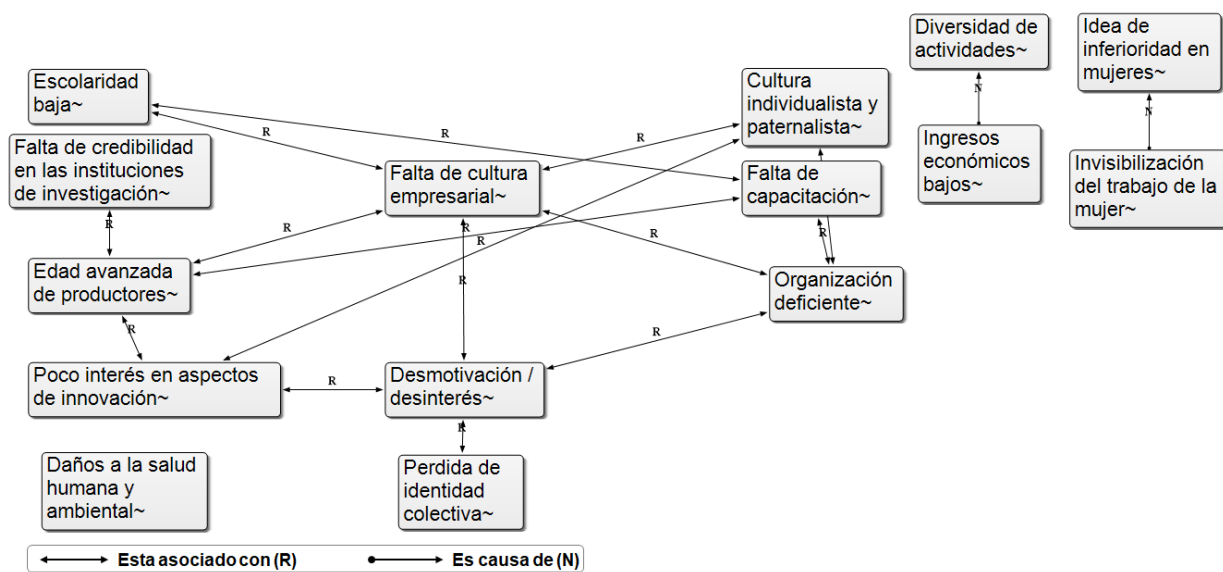 Escolaridad
baja~
Falta de credibilidad
en las instituciones
de investigación~
Edad avanzada
de productores~
Poco interés en aspectos
de innovación~
Daños a la salud
humana y
ambiental~
Falta de cultura
empresarial~
Desmotivación /
desinterés~
Perdida de
identidad
colectiva~
Cultura
individualista y
paternalista~
Falta de
capacitación~
Organización
deficiente~
Diversidad de
actividades~
Ingresos
económicos
bajos~
Idea de
inferioridad en
mujeres~
Invisibilización
del trabajo de la
mujer~
R
R
R
R
R
R
R
R
R
R
R
R
R
R
N
N
Esta asociado con (R)
Es causa de (N)